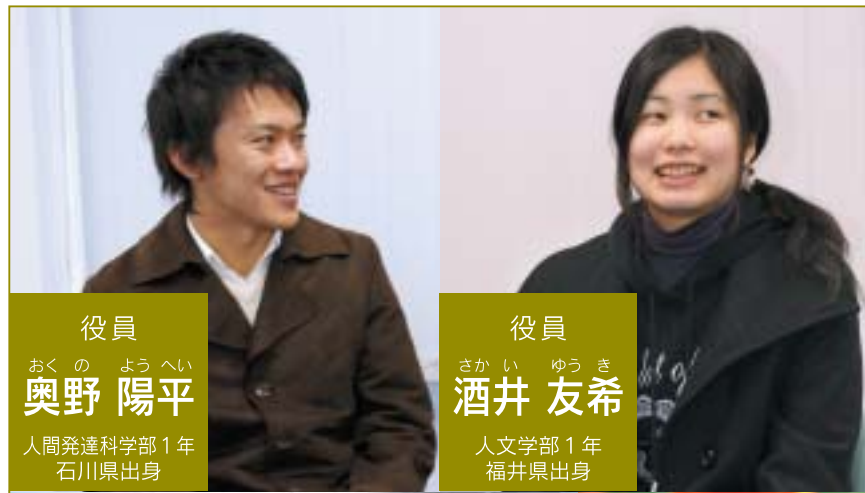 役員
おく の よう へい
奥野 陽平
人間発達科学部1年
石川県出身
役員
さか い ゆう き
酒井 友希
人文学部1年
福井県出身